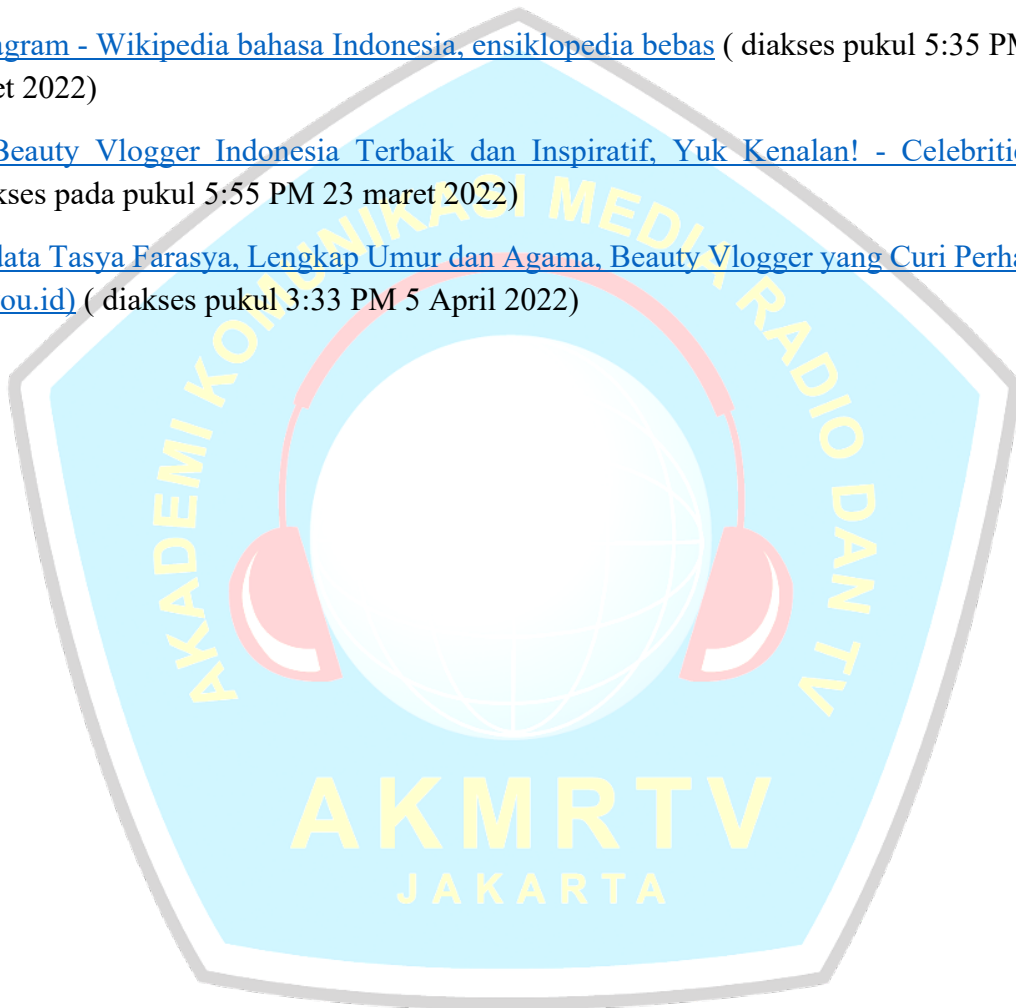 agram - Wikipedia bahasa Indonesia, ensiklopedia bebas ( diakses pukul 5:35 PM
et 2022)
Beauty Vlogger Indonesia Terbaik dan Inspiratif, Yuk Kenalan! - Celebritie
kses pada pukul 5:55 PM 23 maret 2022)
data Tasya Farasya, Lengkap Umur dan Agama, Beauty Vlogger yang Curi Perha
ou.id) ( diakses pukul 3:33 PM 5 April 2022)
AKADEMI KOMUNIKASI MEDIA RADIO DAN TV
AKMRTV
JAKARTA